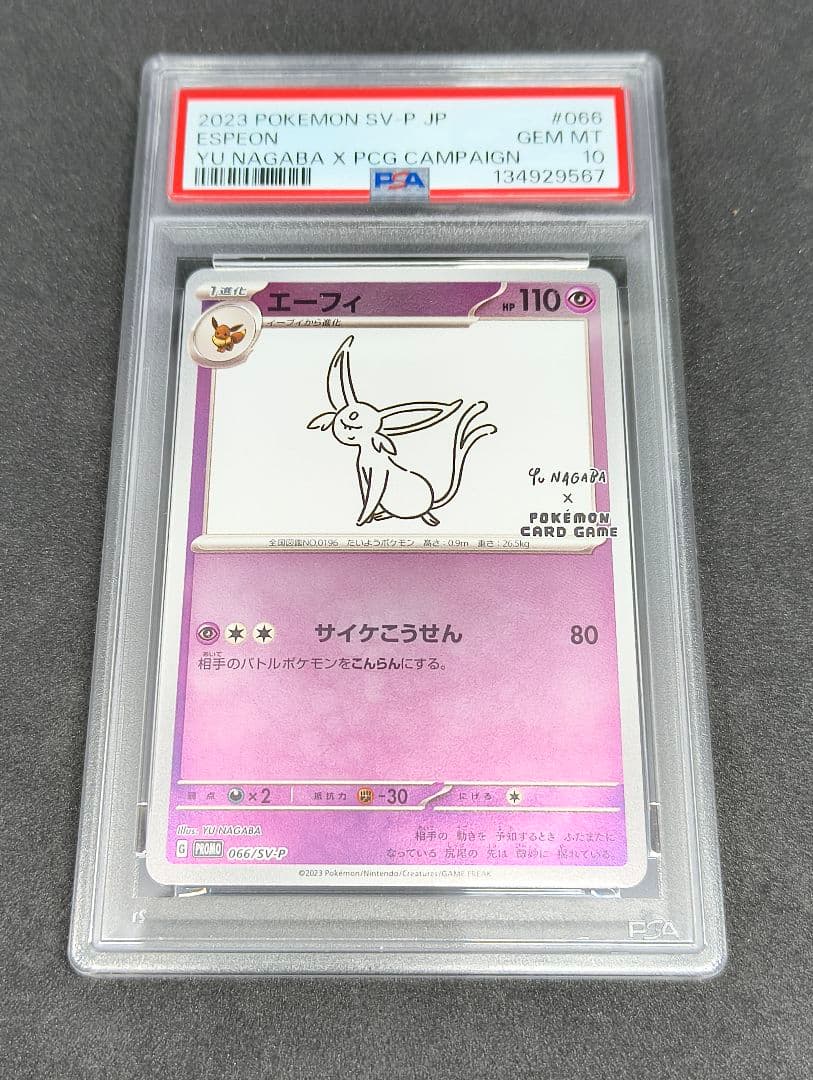 2023 POKEMON SV-P JP #066
ESPEON GEM MT
YU NAGABA X PCG CAMPAIGN 10
PSA 134929567
1進化 エーフィ HP 110
イーブイから進化
YU NAGABA
×
POKÉMON
CARD GAME
全国図鑑NO.0196 たいようポケモン 高さ:0.9m 重さ:26.5kg
サイケこうせん 80
あいて
相手のバトルポケモンをこんらんにする。
弱点 ×2 抵抗力 -30 にげる
Illus. YU NAGABA
相手の 動きを 予知するとき ふたまたに
なっている 尻尾の 先は 微妙に 揺れている。
G PROMO 066/SV-P
©2023 Pokémon/Nintendo/Creatures/GAME FREAK
PSA